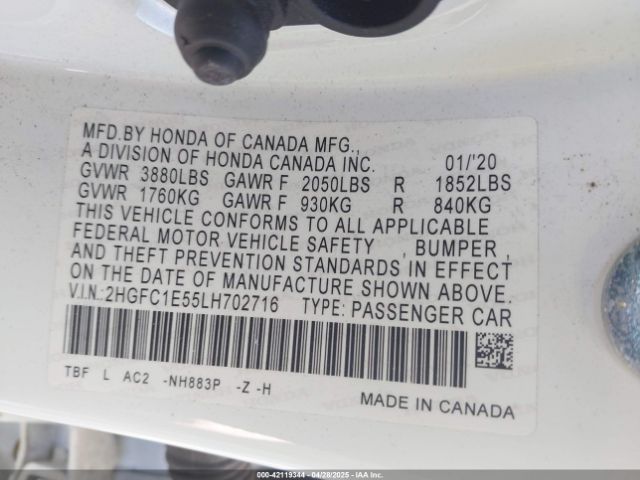 MFD.BY HONDA OF CANADA MFG.,
A DIVISION OF HONDA CANADA INC. 01/'20
GVWR 3880LBS GAWR F 2050LBS R 1852LBS
GVWR 1760KG GAWR F 930KG R 840KG
THIS VEHICLE CONFORMS TO ALL APPLICABLE
FEDERAL MOTOR VEHICLE SAFETY , BUMPER ,
AND THEFT PREVENTION STANDARDS IN EFFECT
ON THE DATE OF MANUFACTURE SHOWN ABOVE.
V.I.N.:2HGFC1E55LH702716 TYPE: PASSENGER CAR
TBF L AC2 -NH883P -Z -H
MADE IN CANADA
000-42119344 | 04/28/2025 - IAA Inc.